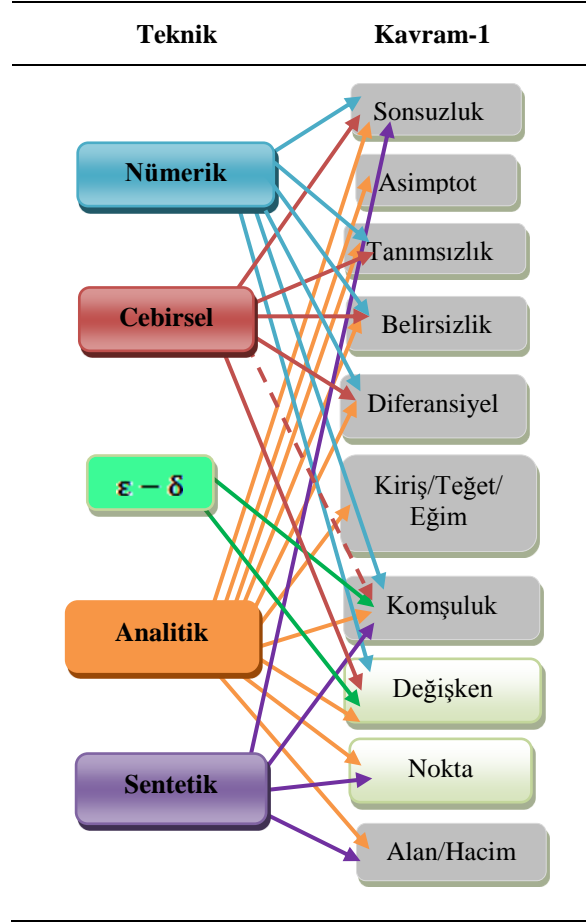 Teknik Kavram-1
Sonsuzluk
Nümerik
Asimptot
Tanımsızlık
Cebirsel
Belirsizlik
Diferansiyel
ε − δ
Kiriş/Teğet/
Eğim
Analitik
Komşuluk
Değişken
Sentetik
Nokta
Alan/Hacim